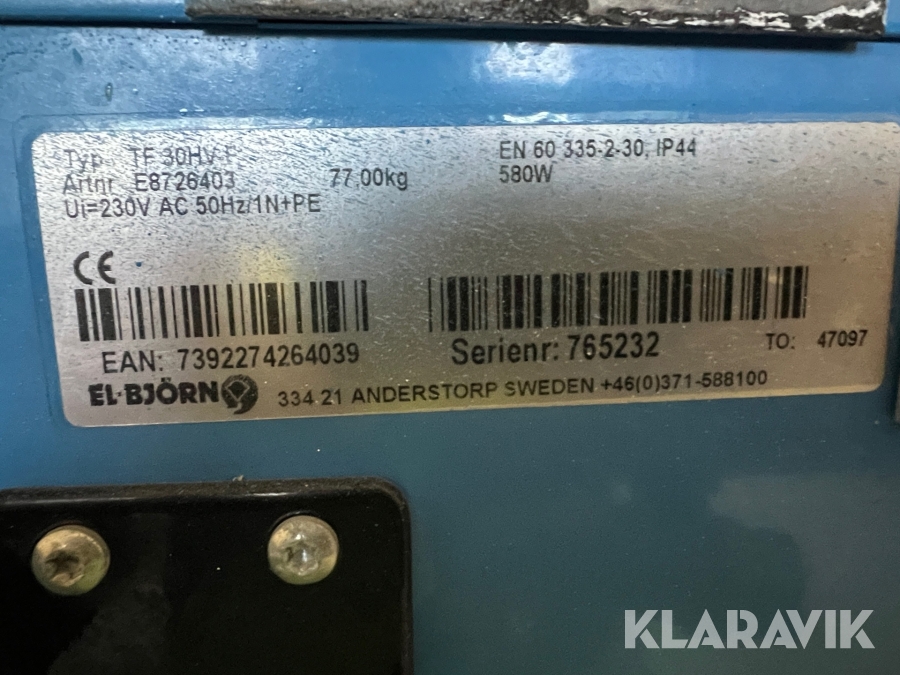 Typ. TF 30HV-F EN 60 335-2-30, IP44
Artnr E8726403 77,00kg 580W
Ui=230V AC 50Hz/1N+PE
CE
EAN: 7392274264039 Serienr: 765232 TO: 47097
EL·BJÖRN 334 21 ANDERSTORP SWEDEN +46(0)371-588100
KLARAVIK